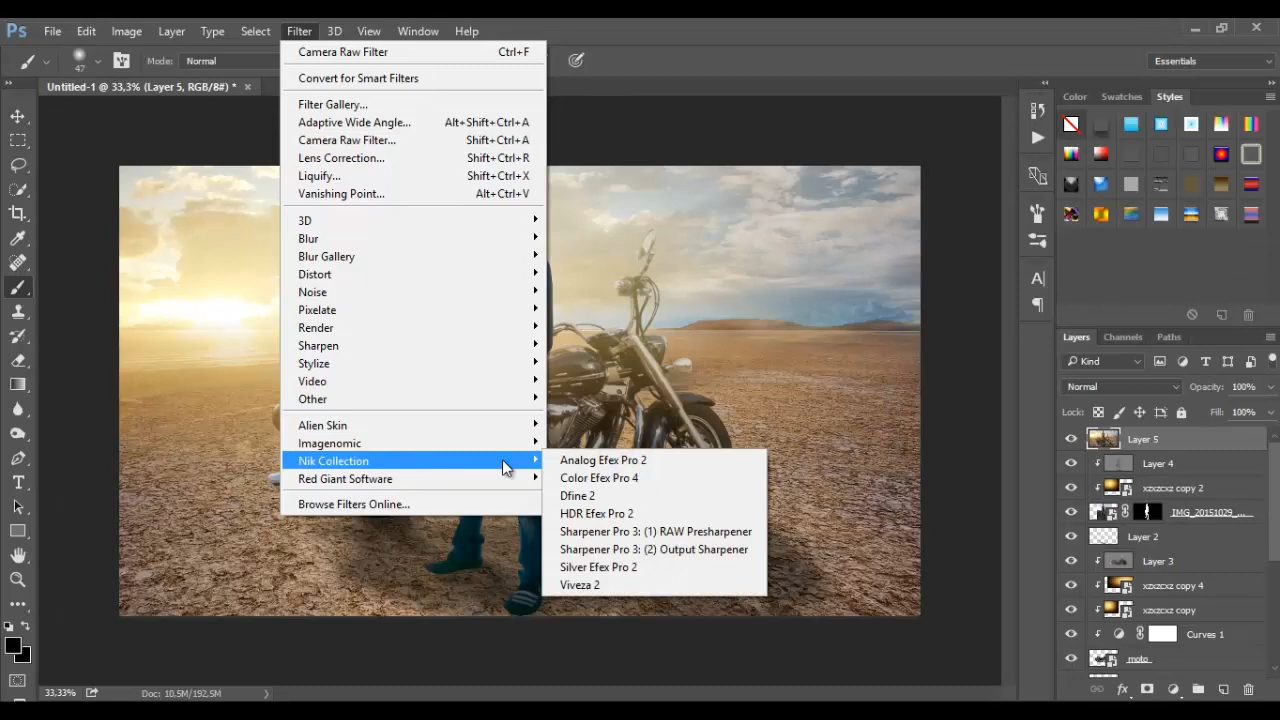 Ps File Edit Image Layer Type Select Filter 3D View Window Help
47 Mode: Normal Essentials
Untitled-1 @ 33,3% (Layer 5, RGB/8#) *
Camera Raw Filter Ctrl+F
Convert for Smart Filters
Filter Gallery...
Adaptive Wide Angle... Alt+Shift+Ctrl+A
Camera Raw Filter... Shift+Ctrl+A
Lens Correction... Shift+Ctrl+R
Liquify... Shift+Ctrl+X
Vanishing Point... Alt+Ctrl+V
3D
Blur
Blur Gallery
Distort
Noise
Pixelate
Render
Sharpen
Stylize
Video
Other
Alien Skin
Imagenomic
Nik Collection
Red Giant Software
Browse Filters Online...
Analog Efex Pro 2
Color Efex Pro 4
Dfine 2
HDR Efex Pro 2
Sharpener Pro 3: (1) RAW Presharpener
Sharpener Pro 3: (2) Output Sharpener
Silver Efex Pro 2
Viveza 2
Color Swatches Styles
Layers Channels Paths
Kind
Normal Opacity: 100%
Lock: Fill: 100%
Layer 5
Layer 4
xzxzcxz copy 2
IMG_20151029_...
Layer 2
Layer 3
xzxzcxz copy 4
xzxzcxz copy
Curves 1
moto
33,33% Doc: 10,5M/192,5M